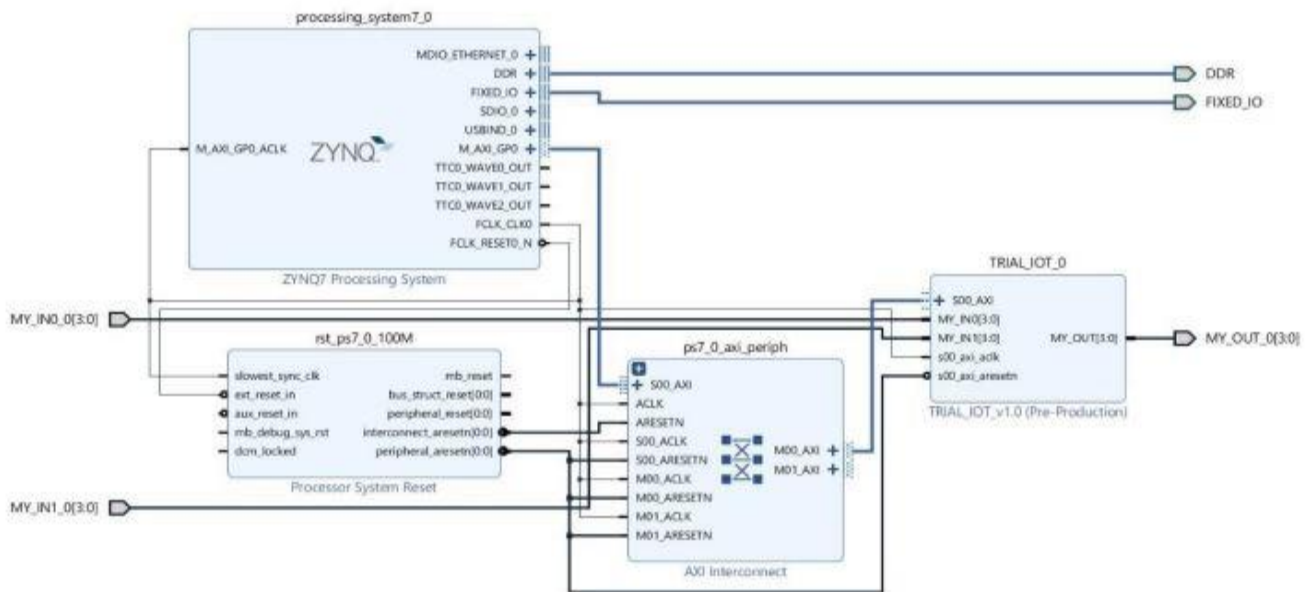 processing_system7_0
MDIO_ETHERNET_0
DDR
FIXED_IO
SDIO_0
USBIND_0
M_AXI_GP0
TTC0_WAVE0_OUT
TTC0_WAVE1_OUT
TTC0_WAVE2_OUT
FCLK_CLK0
FCLK_RESET0_N
M_AXI_GP0_ACLK
ZYNQ
ZYNQ7 Processing System
DDR
FIXED_IO
MY_IN0_0[3:0]
rst_ps7_0_100M
slowest_sync_clk
ext_reset_in
aux_reset_in
mb_debug_sys_rst
dcm_locked
mb_reset
bus_struct_reset[0:0]
peripheral_reset[0:0]
interconnect_aresetn[0:0]
peripheral_aresetn[0:0]
Processor System Reset
MY_IN1_0[3:0]
ps7_0_axi_periph
S00_AXI
ACLK
ARESETN
S00_ACLK
S00_ARESETN
M00_ACLK
M00_ARESETN
M01_ACLK
M01_ARESETN
M00_AXI
M01_AXI
AXI Interconnect
TRIAL_IOT_0
S00_AXI
MY_IN0[3:0]
MY_IN1[3:0]
s00_axi_aclk
s00_axi_aresetn
MY_OUT[3:0]
TRIAL_IOT_v1.0 (Pre-Production)
MY_OUT_0[3:0]